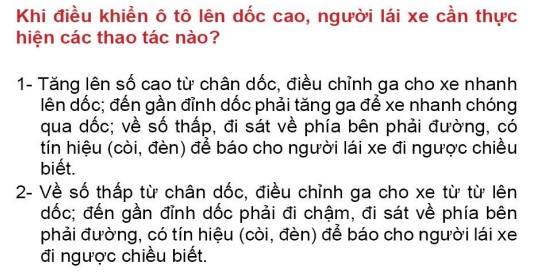 Khi điều khiển ô tô lên dốc cao, người lái xe cần thực
hiện các thao tác nào?
1- Tăng lên số cao từ chân dốc, điều chỉnh ga cho xe nhanh
lên dốc; đến gần đỉnh dốc phải tăng ga để xe nhanh chóng
qua dốc; về số thấp, đi sát về phía bên phải đường, có
tín hiệu (còi, đèn) để báo cho người lái xe đi ngược chiều
biết.
2- Về số thấp từ chân dốc, điều chỉnh ga cho xe từ từ lên
dốc; đến gần đỉnh dốc phải đi chậm, đi sát về phía bên
phải đường, có tín hiệu (còi, đèn) để báo cho người lái xe
đi ngược chiều biết.